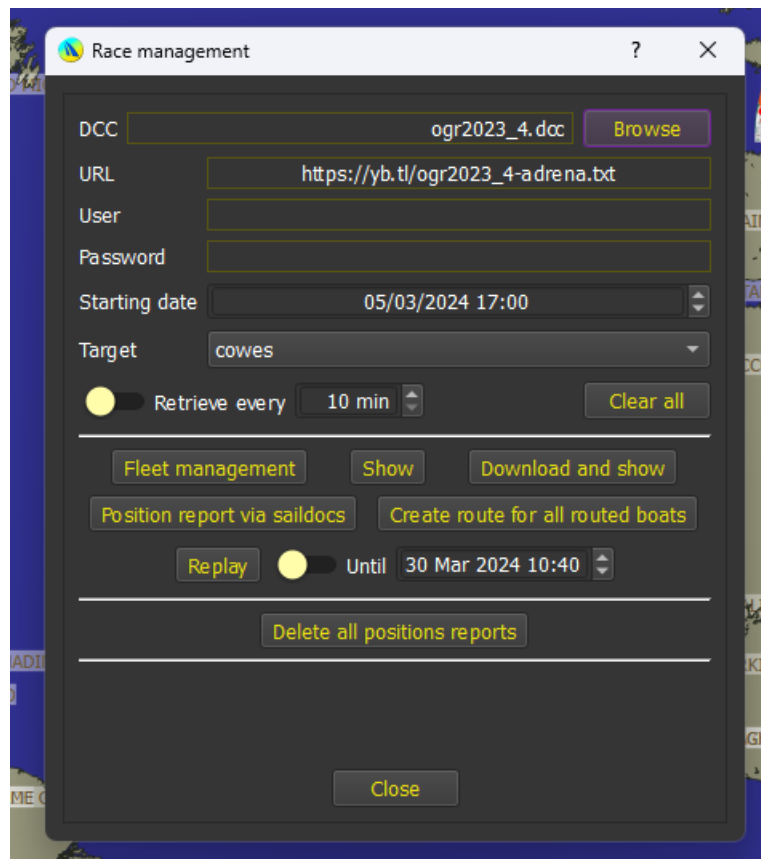 Race management ? ×
DCC ogr2023_4.dcc Browse
URL https://yb.tl/ogr2023_4-adrena.txt
User
Password
Starting date 05/03/2024 17:00
Target cowes
Retrieve every 10 min Clear all
Fleet management Show Download and show
Position report via saildocs Create route for all routed boats
Replay Until 30 Mar 2024 10:40
Delete all positions reports
Close